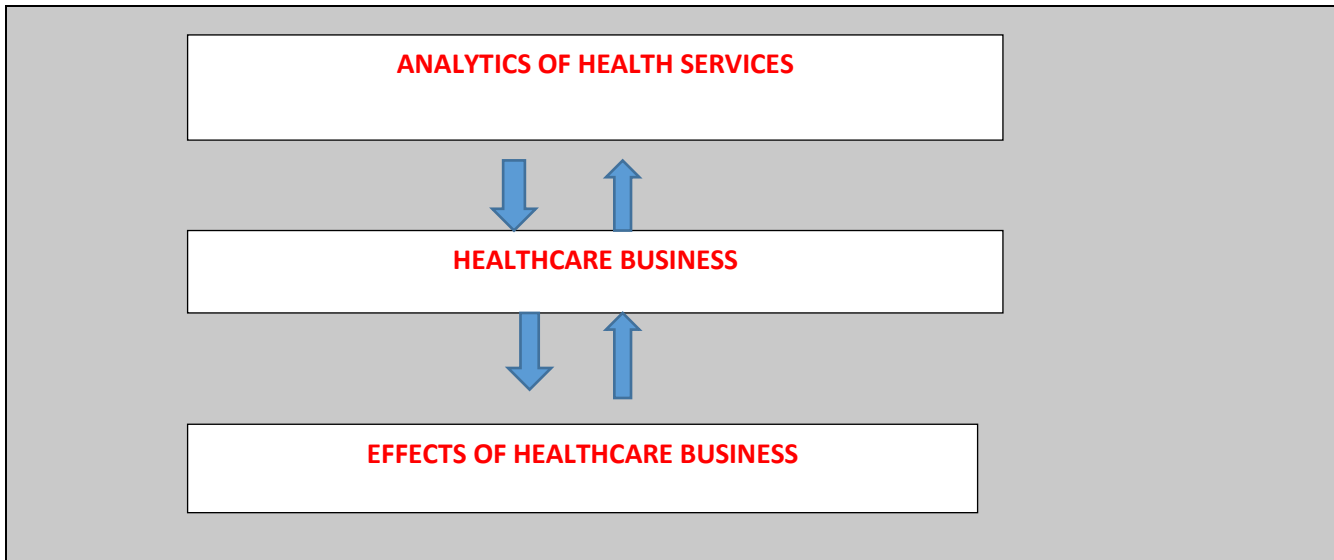 ANALYTICS OF HEALTH SERVICES
HEALTHCARE BUSINESS
EFFECTS OF HEALTHCARE BUSINESS